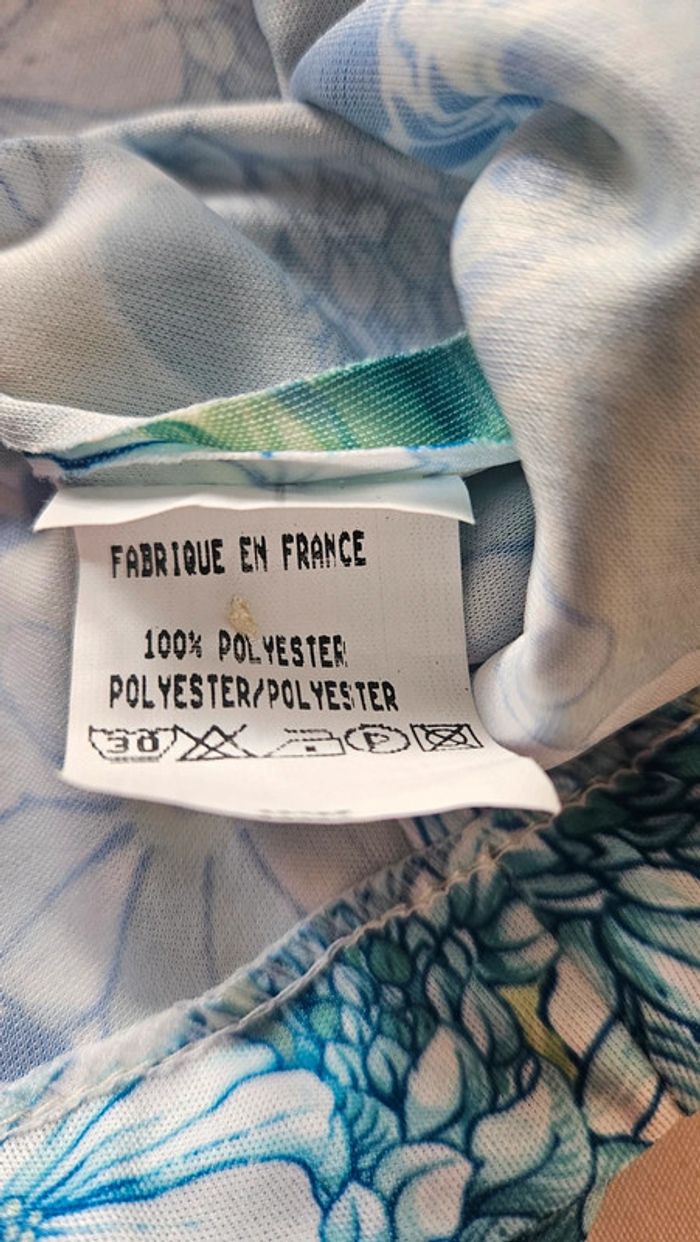 FABRIQUE EN FRANCE
100% POLYESTER
POLYESTER/POLYESTER
30 P